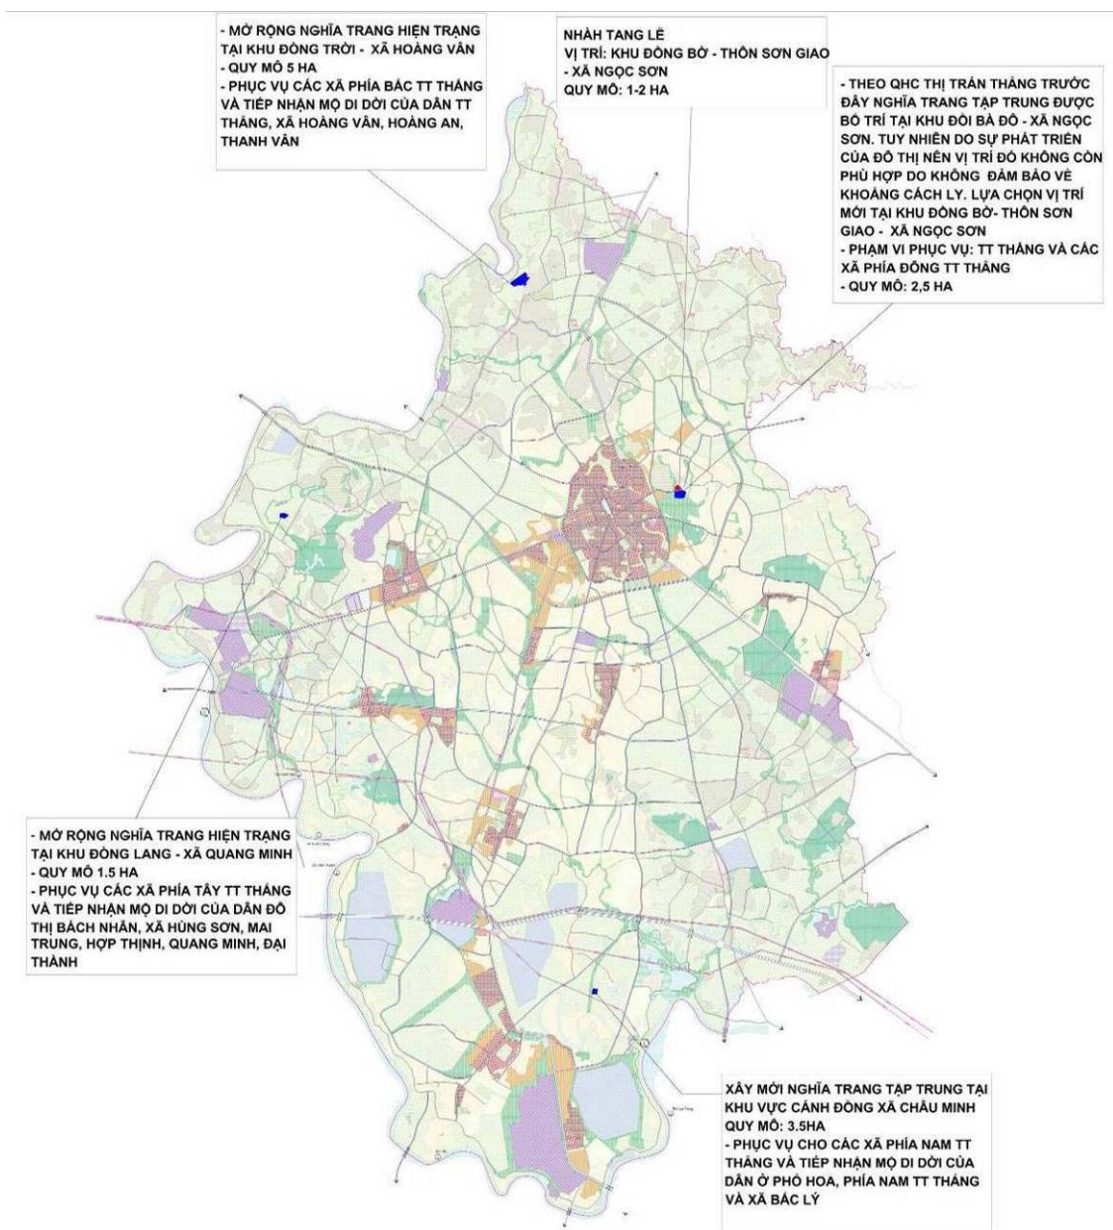 - MỞ RỘNG NGHĨA TRANG HIỆN TRẠNG
TẠI KHU ĐỒNG TRỜI - XÃ HOÀNG VÂN
- QUY MÔ 5 HA
- PHỤC VỤ CÁC XÃ PHÍA BẮC TT THẮNG
VÀ TIẾP NHẬN MỘ DI DỜI CỦA DÂN TT
THẮNG, XÃ HOÀNG VÂN, HOÀNG AN,
THANH VÂN
NHÀH TANG LỄ
VỊ TRÍ: KHU ĐỒNG BỜ - THÔN SƠN GIAO
- XÃ NGỌC SƠN
QUY MÔ: 1-2 HA
- THEO QHC THỊ TRẤN THẮNG TRƯỚC
ĐÂY NGHĨA TRANG TẬP TRUNG ĐƯỢC
BỐ TRÍ TẠI KHU ĐỒI BÀ ĐÔ - XÃ NGỌC
SƠN. TUY NHIÊN DO SỰ PHÁT TRIỂN
CỦA ĐÔ THỊ NÊN VỊ TRÍ ĐÓ KHÔNG CÒN
PHÙ HỢP DO KHÔNG ĐẢM BẢO VỀ
KHOẢNG CÁCH LY. LỰA CHỌN VỊ TRÍ
MỚI TẠI KHU ĐỒNG BỜ- THÔN SƠN
GIAO - XÃ NGỌC SƠN
- PHẠM VI PHỤC VỤ: TT THẮNG VÀ CÁC
XÃ PHÍA ĐÔNG TT THẮNG
- QUY MÔ: 2,5 HA
- MỞ RỘNG NGHĨA TRANG HIỆN TRẠNG
TẠI KHU ĐỒNG LANG - XÃ QUANG MINH
- QUY MÔ 1.5 HA
- PHỤC VỤ CÁC XÃ PHÍA TÂY TT THẮNG
VÀ TIẾP NHẬN MỘ DI DỜI CỦA DÂN ĐÔ
THỊ BÁCH NHẪN, XÃ HÙNG SƠN, MAI
TRUNG, HỢP THỊNH, QUANG MINH, ĐẠI
THÀNH
XÂY MỚI NGHĨA TRANG TẬP TRUNG TẠI
KHU VỰC CÁNH ĐỒNG XÃ CHÂU MINH
QUY MÔ: 3.5HA
- PHỤC VỤ CHO CÁC XÃ PHÍA NAM TT
THẮNG VÀ TIẾP NHẬN MỘ DI DỜI CỦA
DÂN Ở PHỐ HOA, PHÍA NAM TT THẮNG
VÀ XÃ BẮC LÝ